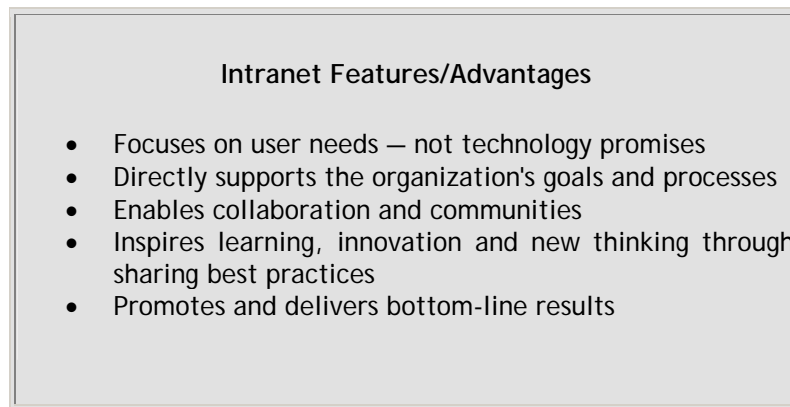 Intranet Features/Advantages
• Focuses on user needs — not technology promises
• Directly supports the organization's goals and processes
• Enables collaboration and communities
• Inspires learning, innovation and new thinking through
sharing best practices
• Promotes and delivers bottom-line results